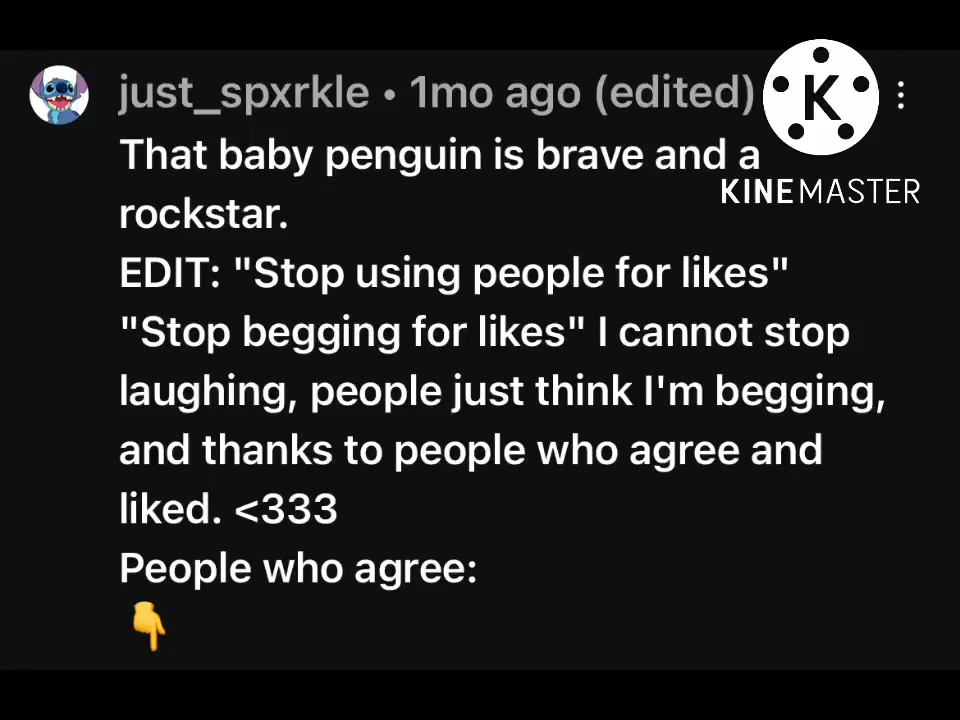 just_spxrkle • 1mo ago (edited)
K
KINEMASTER
That baby penguin is brave and a
rockstar.
EDIT: "Stop using people for likes"
"Stop begging for likes" I cannot stop
laughing, people just think I'm begging,
and thanks to people who agree and
liked. <333
People who agree:
👇